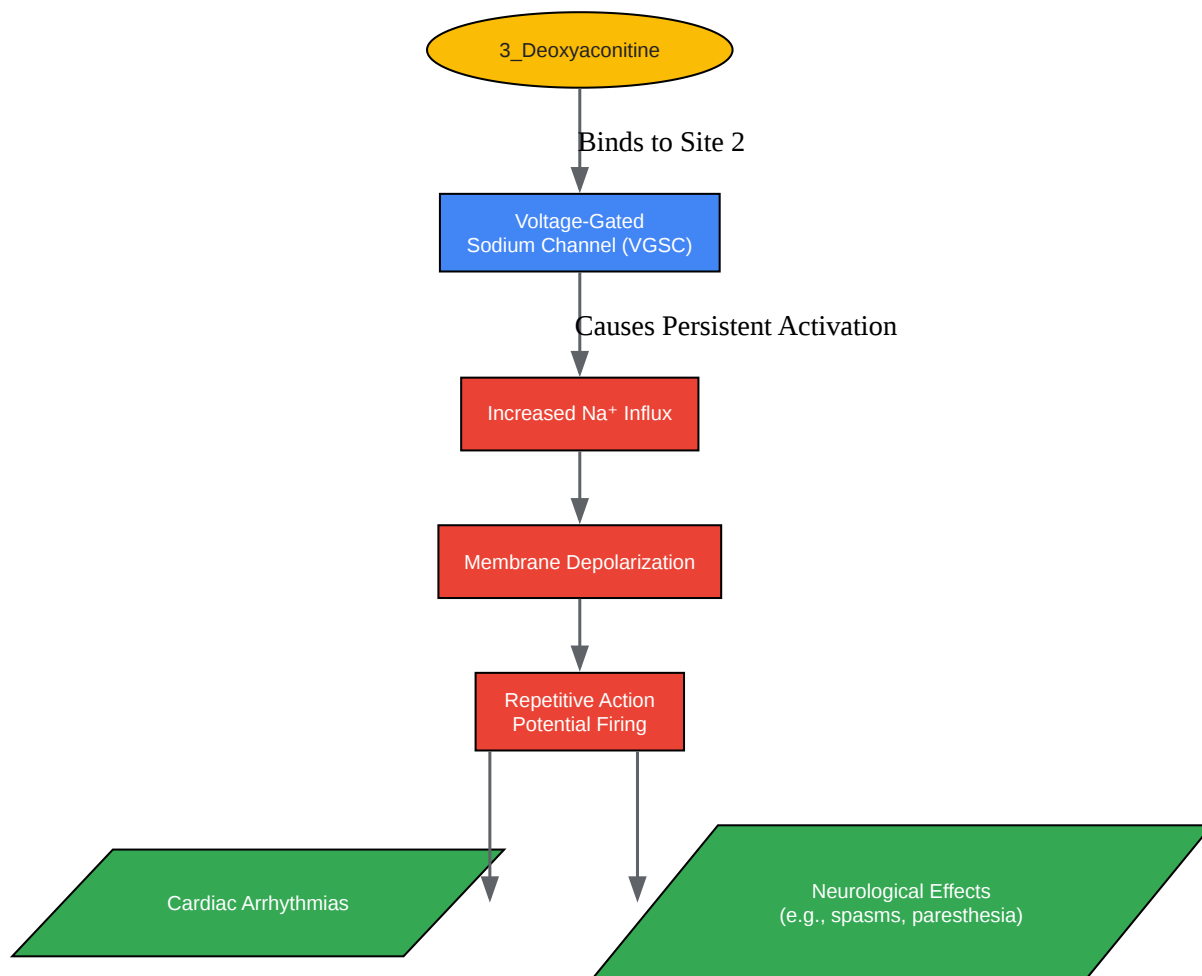 3_Deoxyaconitine
Binds to Site 2
Voltage-Gated
Sodium Channel (VGSC)
Causes Persistent Activation
Increased Na⁺ Influx
Membrane Depolarization
Repetitive Action
Potential Firing
Cardiac Arrhythmias
Neurological Effects
(e.g., spasms, paresthesia)